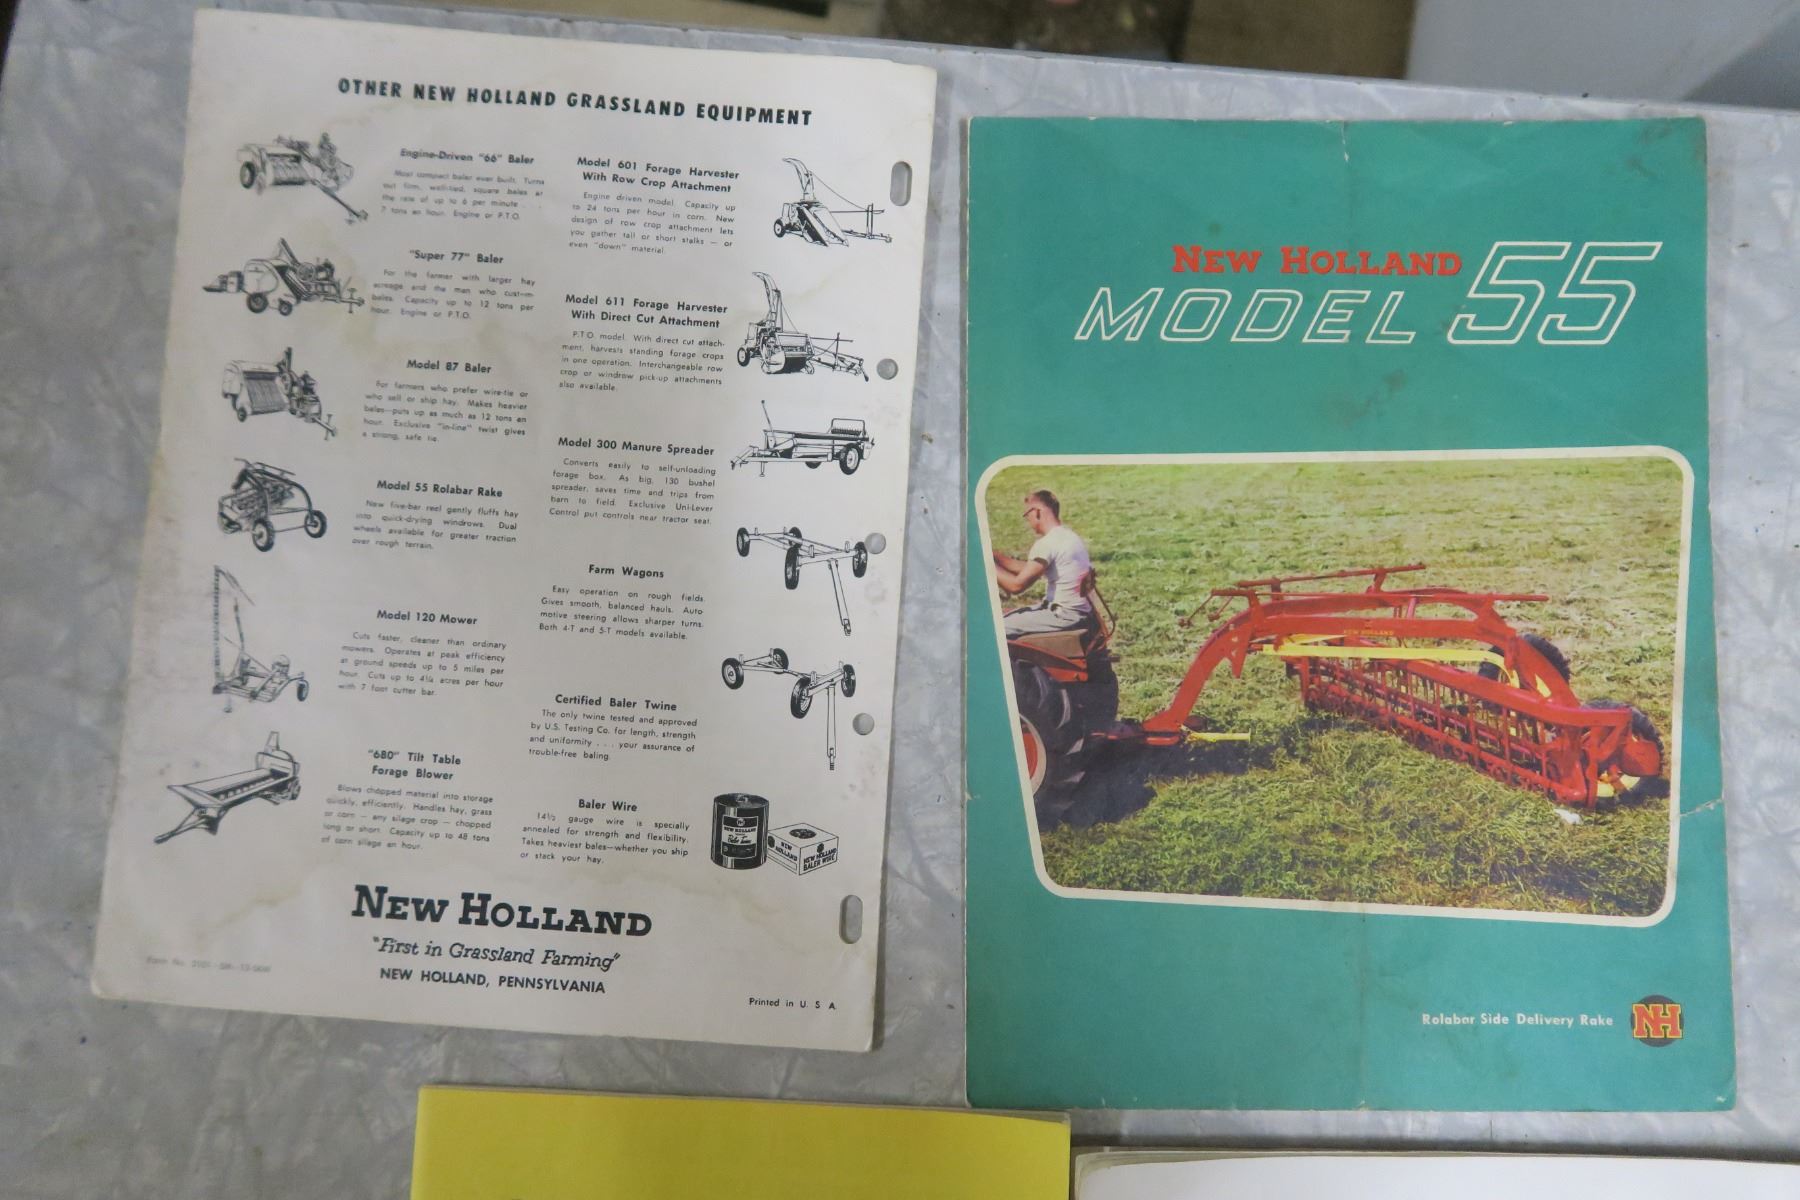 OTHER NEW HOLLAND GRASSLAND EQUIPMENT
Engine-Driven "66" Baler
Most compact baler ever built. Turns
out firm, well-tied, square bales at
the rate of up to 6 per minute . . .
7 tons an hour. Engine or P.T.O.
"Super 77" Baler
For the farmer with larger hay
acreage and the man who custom-
bales. Capacity up to 12 tons per
hour. Engine or P.T.O.
Model 87 Baler
For farmers who prefer wire-tie or
who sell or ship hay. Makes heavier
bales—puts up as much as 12 tons an
hour. Exclusive "in-line" twist gives
a strong, safe tie.
Model 55 Rolabar Rake
New five-bar reel gently fluffs hay
into quick-drying windrows. Dual
wheels available for greater traction
over rough terrain.
Model 120 Mower
Cuts faster, cleaner than ordinary
mowers. Operates at peak efficiency
at ground speeds up to 5 miles per
hour. Cuts up to 4¼ acres per hour
with 7 foot cutter bar.
"680" Tilt Table
Forage Blower
Blows chopped material into storage
quickly, efficiently. Handles hay, grass
or corn — any silage crop — chopped
long or short. Capacity up to 48 tons
of corn silage an hour.
Model 601 Forage Harvester
With Row Crop Attachment
Engine driven model. Capacity up
to 24 tons per hour in corn. New
design of row crop attachment lets
you gather tall or short stalks — or
even "down" material.
Model 611 Forage Harvester
With Direct Cut Attachment
P.T.O. model. With direct cut attach-
ment, harvests standing forage crops
in one operation. Interchangeable row
crop or windrow pick-up attachments
also available.
Model 300 Manure Spreader
Converts easily to self-unloading
forage box. As big, 130 bushel
spreader, saves time and trips from
barn to field. Exclusive Uni-Lever
Control put controls near tractor seat.
Farm Wagons
Easy operation on rough fields.
Gives smooth, balanced hauls. Auto
motive steering allows sharper turns.
Both 4-T and 5-T models available.
Certified Baler Twine
The only twine tested and approved
by U.S. Testing Co. for length, strength
and uniformity . . . your assurance of
trouble-free baling.
Baler Wire
14½ gauge wire is specially
annealed for strength and flexibility.
Takes heaviest bales—whether you ship
or stack your hay.
NEW HOLLAND
Baler Twine
NEW HOLLAND
NEW HOLLAND
BALER WIRE
NEW HOLLAND
"First in Grassland Farming"
NEW HOLLAND, PENNSYLVANIA
Form No.
Printed in U. S A.
NEW HOLLAND
MODEL 55
NEW HOLLAND
Rolabar Side Delivery Rake
NH